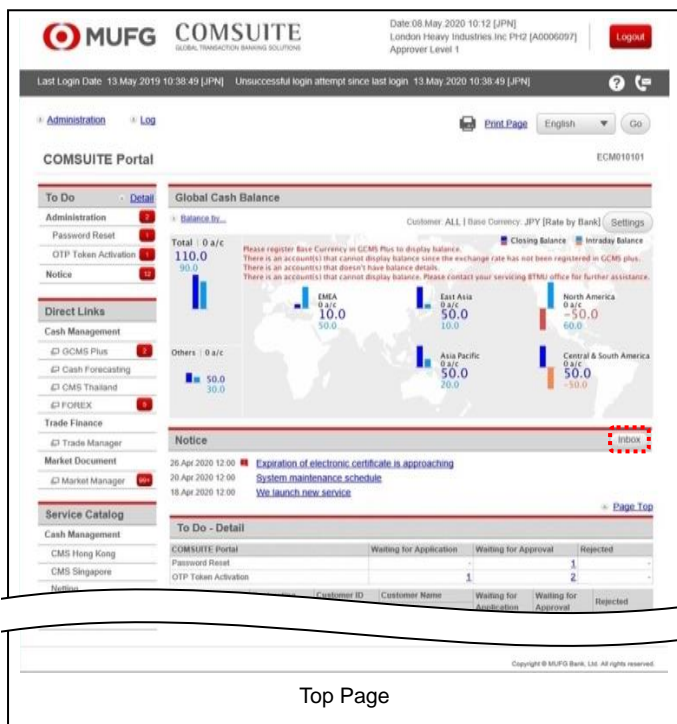 MUFG COMSUITE
GLOBAL TRANSACTION BANKING SOLUTIONS
Date:08.May.2020 10:12 [JPN]
London Heavy Industries.Inc PH2 [A0006097]
Approver Level 1
Logout
Last Login Date 13.May.2019 10:38:49 [JPN] Unsuccessful login attempt since last login 13.May.2020 10:38:49 [JPN]
Administration Log
Print Page English Go
COMSUITE Portal
ECM010101
To Do Detail
Administration 2
Password Reset 1
OTP Token Activation 1
Notice 12
Direct Links
Cash Management
GCMS Plus 2
Cash Forecasting
CMS Thailand
FOREX 5
Trade Finance
Trade Manager
Market Document
Market Manager 99+
Service Catalog
Cash Management
CMS Hong Kong
CMS Singapore
Netting
Global Cash Balance
Balance by...
Customer: ALL | Base Currency: JPY [Rate by Bank] Settings
Closing Balance Intraday Balance
Total 0 a/c
110.0
90.0
Please register Base Currency in GCMS Plus to display balance.
There is an account(s) that cannot display balance since the exchange rate has not been registered in GCMS plus.
There is an account(s) that doesn't have balance details.
There is an account(s) that cannot display balance. Please contact your servicing BTMU office for further assistance.
EMEA
0 a/c
10.0
50.0
East Asia
0 a/c
50.0
10.0
North America
0 a/c
-50.0
60.0
Others 0 a/c
50.0
30.0
Asia Pacific
0 a/c
50.0
20.0
Central & South America
0 a/c
50.0
-50.0
Notice
Inbox
26.Apr.2020 12:00 Expiration of electronic certificate is approaching
20.Apr.2020 12:00 System maintenance schedule
18.Apr.2020 12:00 We launch new service
Page Top
To Do - Detail
COMSUITE Portal Waiting for Application Waiting for Approval Rejected
Password Reset - 1 -
OTP Token Activation 1 2 -
Customer ID Customer Name Waiting for Application Waiting for Approval Rejected
Copyright © MUFG Bank, Ltd. All rights reserved.
Top Page